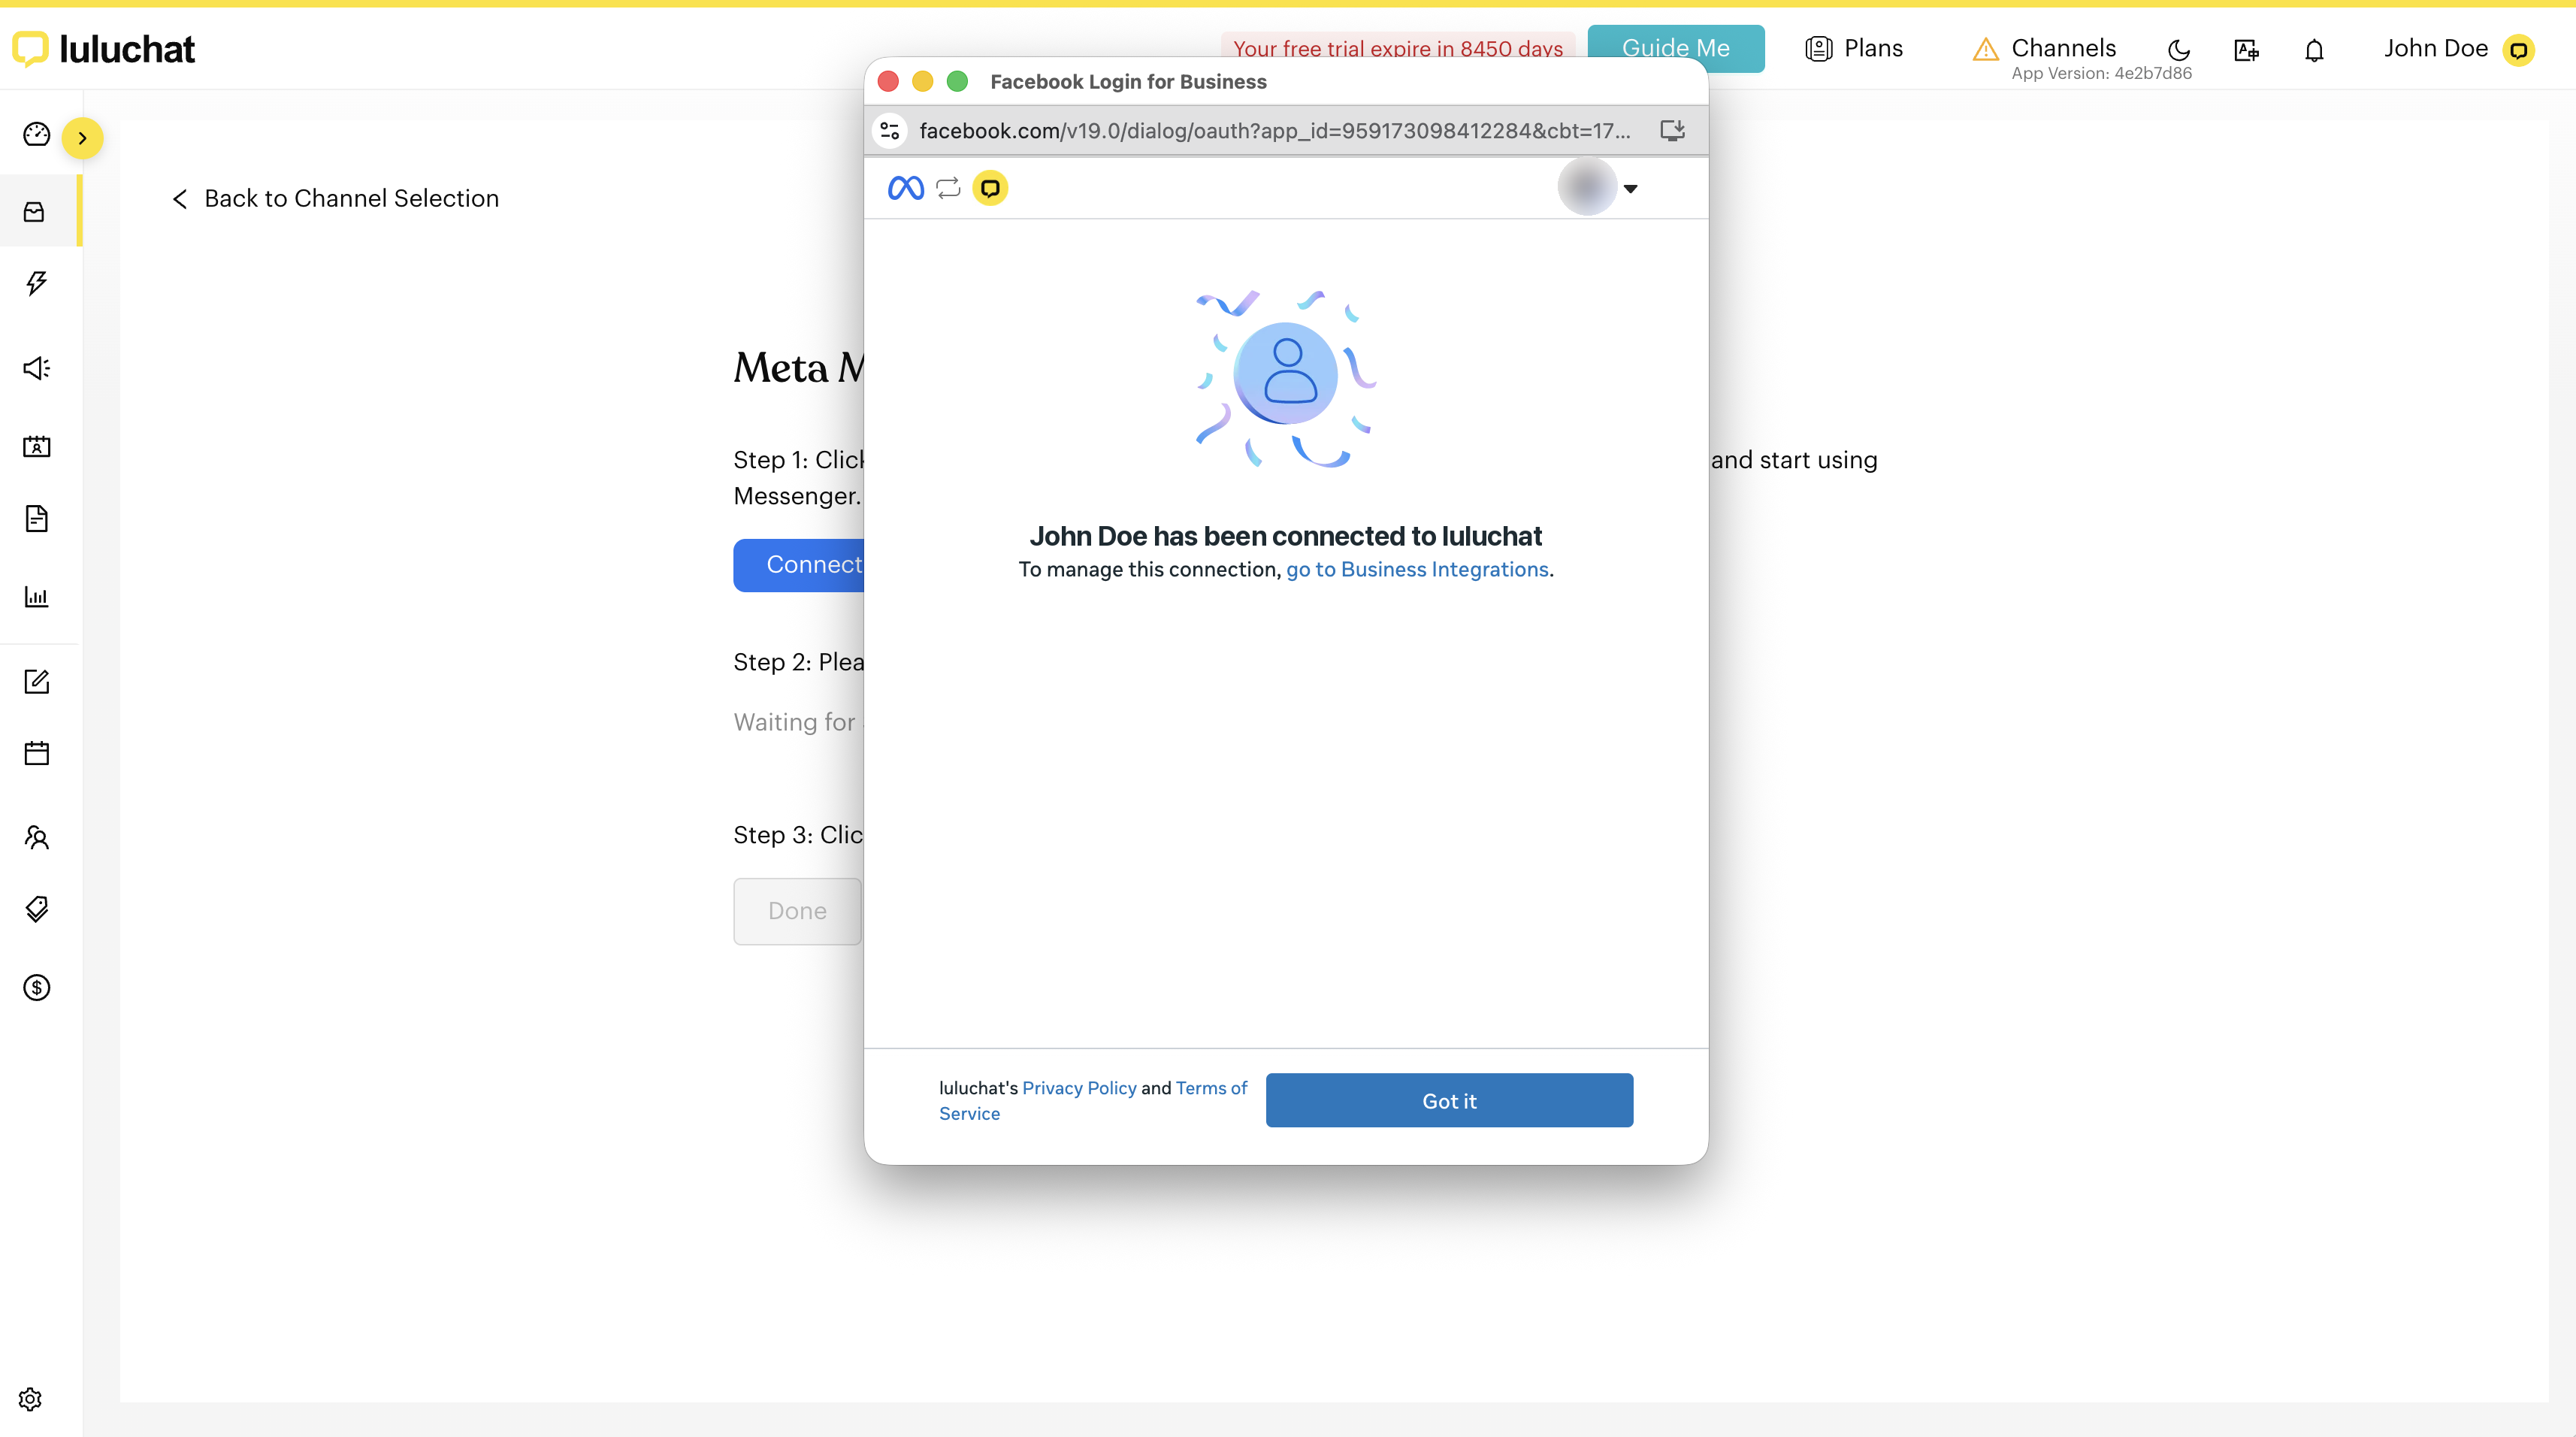 luluchat
Your free trial expire in 8450 days
Guide Me
Plans
Channels
App Version: 4e2b7d86
John Doe
Facebook Login for Business
facebook.com/v19.0/dialog/oauth?app_id=959173098412284&cbt=17...
Back to Channel Selection
Meta M
Step 1: Click
and start using
Messenger.
Connect
Step 2: Plea
Waiting for
Step 3: Clic
Done
John Doe has been connected to luluchat
To manage this connection, go to Business Integrations.
luluchat's Privacy Policy and Terms of
Service
Got it